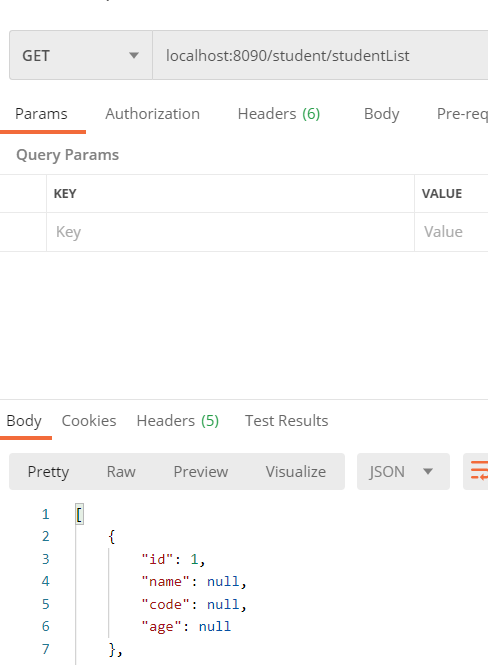 GET localhost:8090/student/studentList
Params Authorization Headers (6) Body Pre-req
Query Params
KEY VALUE
Key Value
Body Cookies Headers (5) Test Results
Pretty Raw Preview Visualize JSON
1 [
2 {
3 "id": 1,
4 "name": null,
5 "code": null,
6 "age": null
7 },